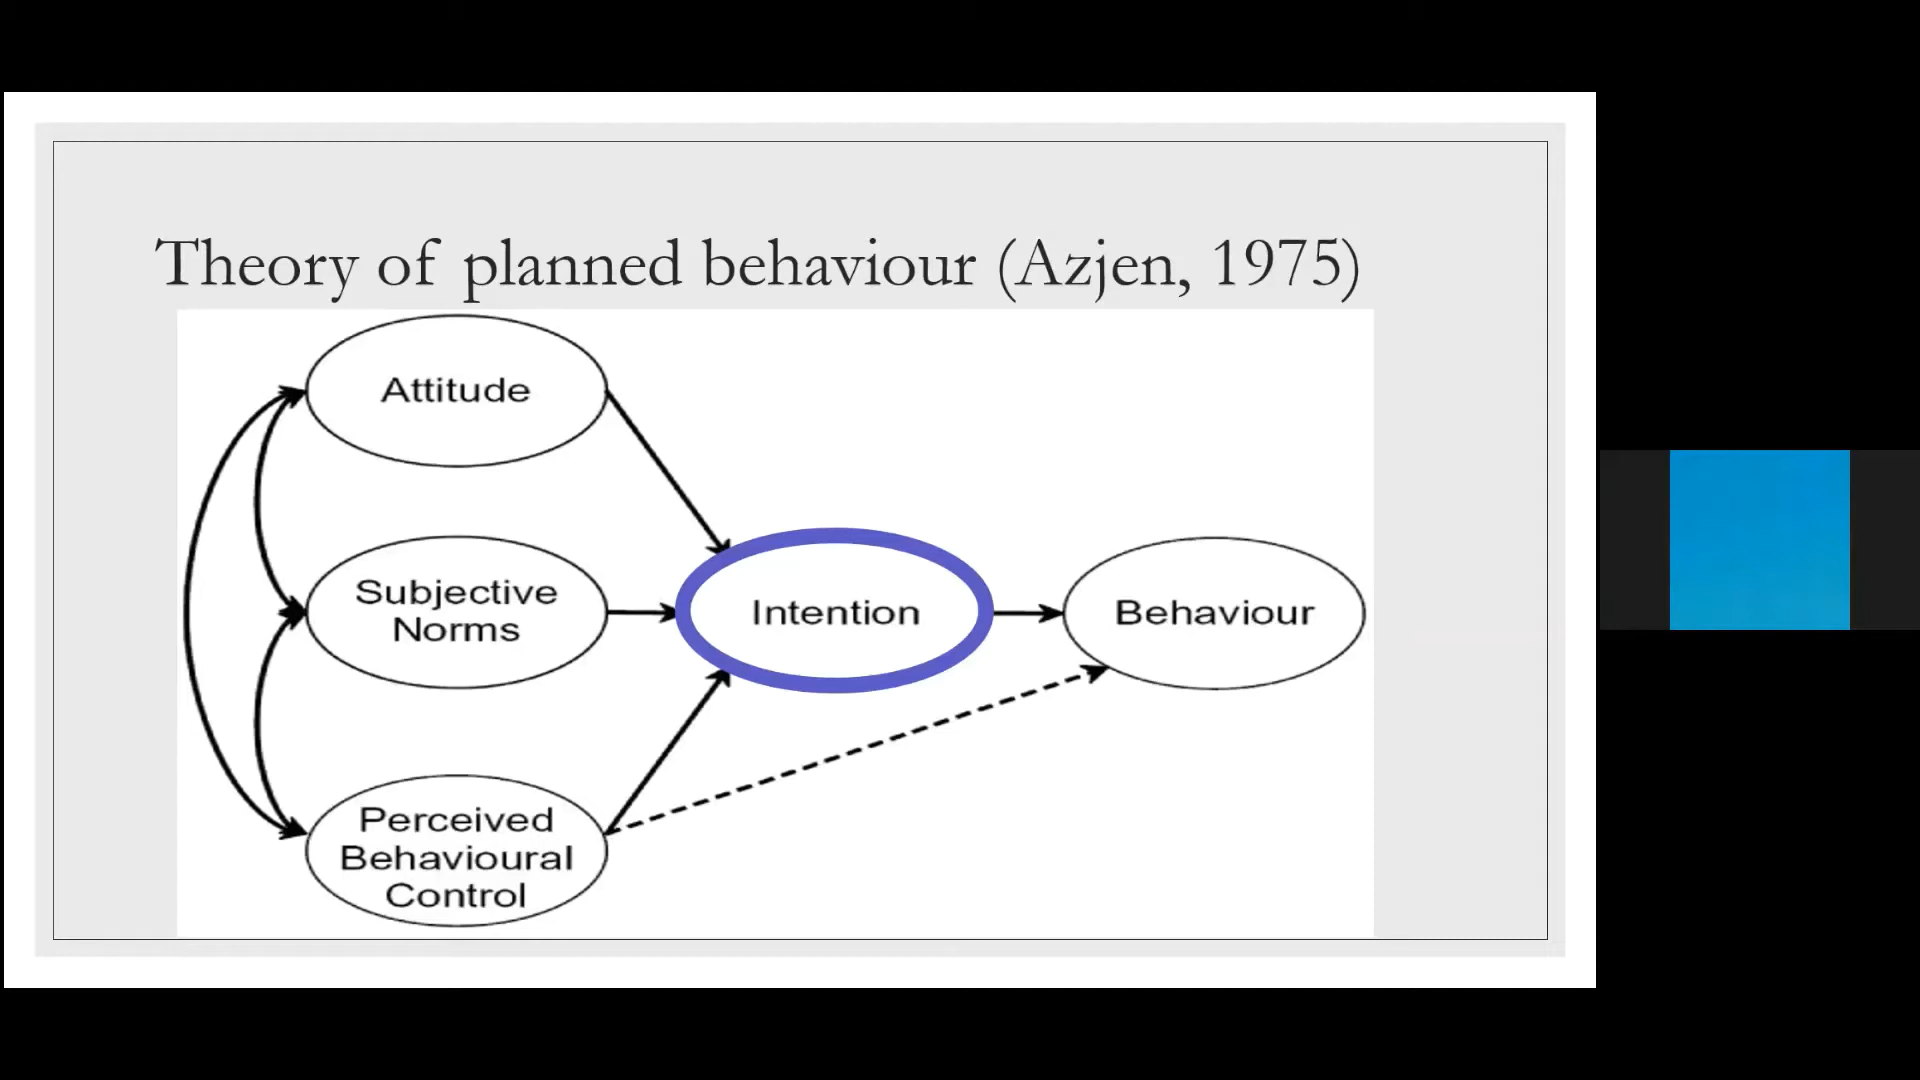 Theory of planned behaviour (Azjen, 1975)
Attitude
Subjective
Norms
Intention
Behaviour
Perceived
Behavioural
Control